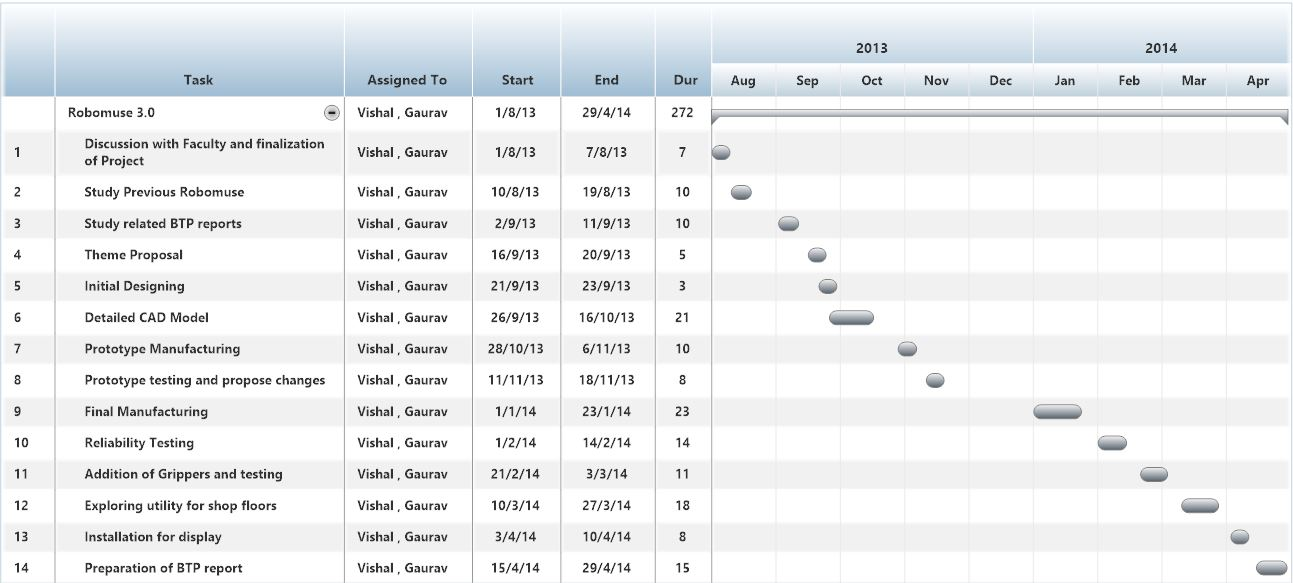 2013 2014
Task Assigned To Start End Dur Aug Sep Oct Nov Dec Jan Feb Mar Apr
Robomuse 3.0 Vishal , Gaurav 1/8/13 29/4/14 272
1 Discussion with Faculty and finalization of Project Vishal , Gaurav 1/8/13 7/8/13 7
2 Study Previous Robomuse Vishal , Gaurav 10/8/13 19/8/13 10
3 Study related BTP reports Vishal , Gaurav 2/9/13 11/9/13 10
4 Theme Proposal Vishal , Gaurav 16/9/13 20/9/13 5
5 Initial Designing Vishal , Gaurav 21/9/13 23/9/13 3
6 Detailed CAD Model Vishal , Gaurav 26/9/13 16/10/13 21
7 Prototype Manufacturing Vishal , Gaurav 28/10/13 6/11/13 10
8 Prototype testing and propose changes Vishal , Gaurav 11/11/13 18/11/13 8
9 Final Manufacturing Vishal , Gaurav 1/1/14 23/1/14 23
10 Reliability Testing Vishal , Gaurav 1/2/14 14/2/14 14
11 Addition of Grippers and testing Vishal , Gaurav 21/2/14 3/3/14 11
12 Exploring utility for shop floors Vishal , Gaurav 10/3/14 27/3/14 18
13 Installation for display Vishal , Gaurav 3/4/14 10/4/14 8
14 Preparation of BTP report Vishal , Gaurav 15/4/14 29/4/14 15